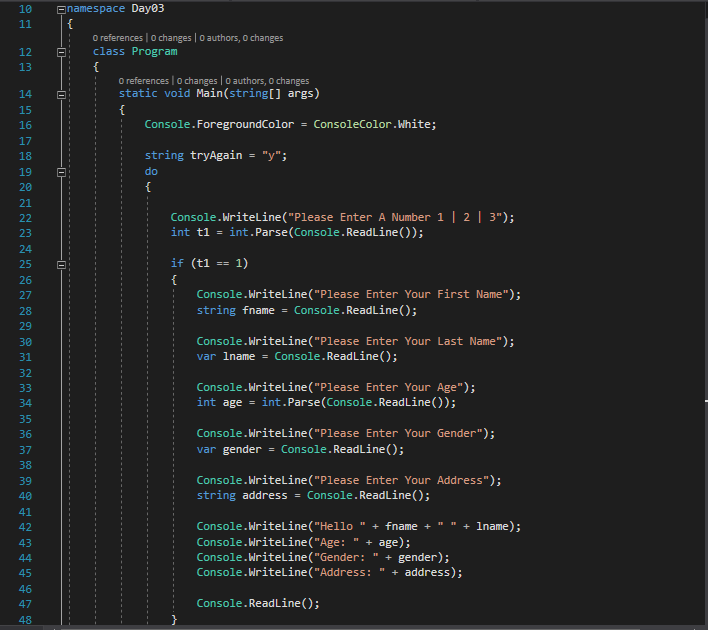 10 namespace Day03
11 {
0 references | 0 changes | 0 authors, 0 changes
12 class Program
13 {
0 references | 0 changes | 0 authors, 0 changes
14 static void Main(string[] args)
15 {
16 Console.ForegroundColor = ConsoleColor.White;
17
18 string tryAgain = "y";
19 do
20 {
21
22 Console.WriteLine("Please Enter A Number 1 | 2 | 3");
23 int t1 = int.Parse(Console.ReadLine());
24
25 if (t1 == 1)
26 {
27 Console.WriteLine("Please Enter Your First Name");
28 string fname = Console.ReadLine();
29
30 Console.WriteLine("Please Enter Your Last Name");
31 var lname = Console.ReadLine();
32
33 Console.WriteLine("Please Enter Your Age");
34 int age = int.Parse(Console.ReadLine());
35
36 Console.WriteLine("Please Enter Your Gender");
37 var gender = Console.ReadLine();
38
39 Console.WriteLine("Please Enter Your Address");
40 string address = Console.ReadLine();
41
42 Console.WriteLine("Hello " + fname + " " + lname);
43 Console.WriteLine("Age: " + age);
44 Console.WriteLine("Gender: " + gender);
45 Console.WriteLine("Address: " + address);
46
47 Console.ReadLine();
48 }